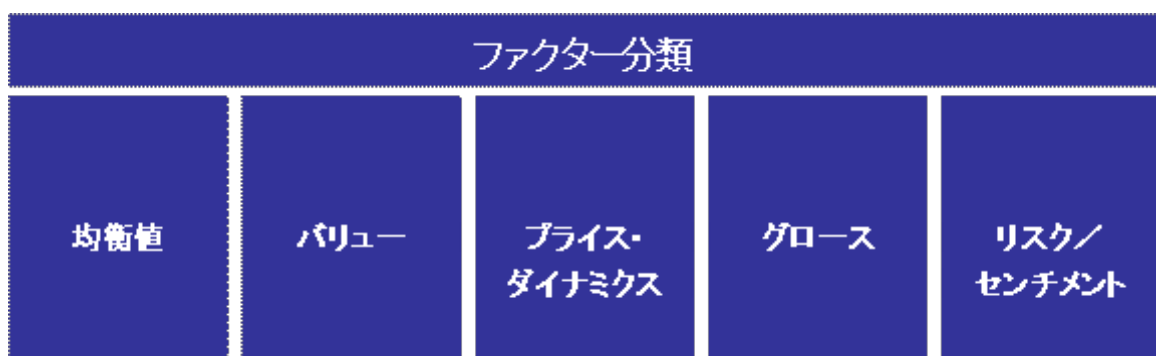 ファクター分類
均衡値
バリュー
プライス・
ダイナミクス
グロース
リスク／
センチメント